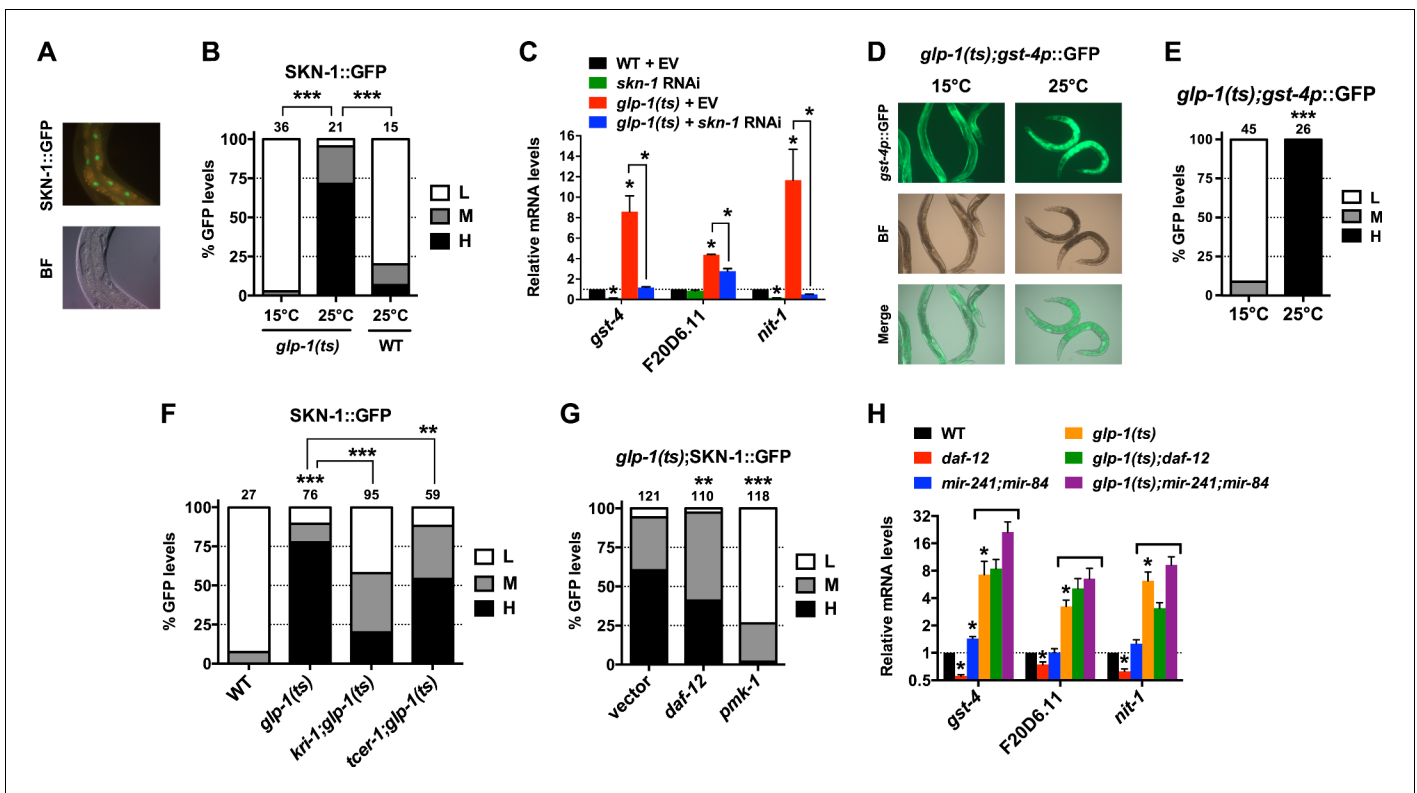 A
SKN-1::GFP
BF
B
SKN-1::GFP
*** ***
36 21 15
% GFP levels
100
75
50
25
0
L
M
H
15°C 25°C 25°C
glp-1(ts) WT
C
WT + EV
skn-1 RNAi
glp-1(ts) + EV
glp-1(ts) + skn-1 RNAi
Relative mRNA levels
16
14
12
10
8
6
4
2
0
* * * * * * * *
gst-4 F20D6.11 nit-1
D
glp-1(ts);gst-4p::GFP
15°C 25°C
gst-4p::GFP
BF
Merge
E
glp-1(ts);gst-4p::GFP
***
45 26
% GFP levels
100
75
50
25
0
L
M
H
15°C 25°C
F
SKN-1::GFP
**
***
***
27 76 95 59
% GFP levels
100
75
50
25
0
L
M
H
WT glp-1(ts) kri-1;glp-1(ts) tcer-1;glp-1(ts)
G
glp-1(ts);SKN-1::GFP
** ***
121 110 118
% GFP levels
100
75
50
25
0
L
M
H
vector daf-12 pmk-1
H
WT glp-1(ts)
daf-12 glp-1(ts);daf-12
mir-241;mir-84 glp-1(ts);mir-241;mir-84
Relative mRNA levels
32
16
8
4
2
1
0.5
* * * * * * *
gst-4 F20D6.11 nit-1